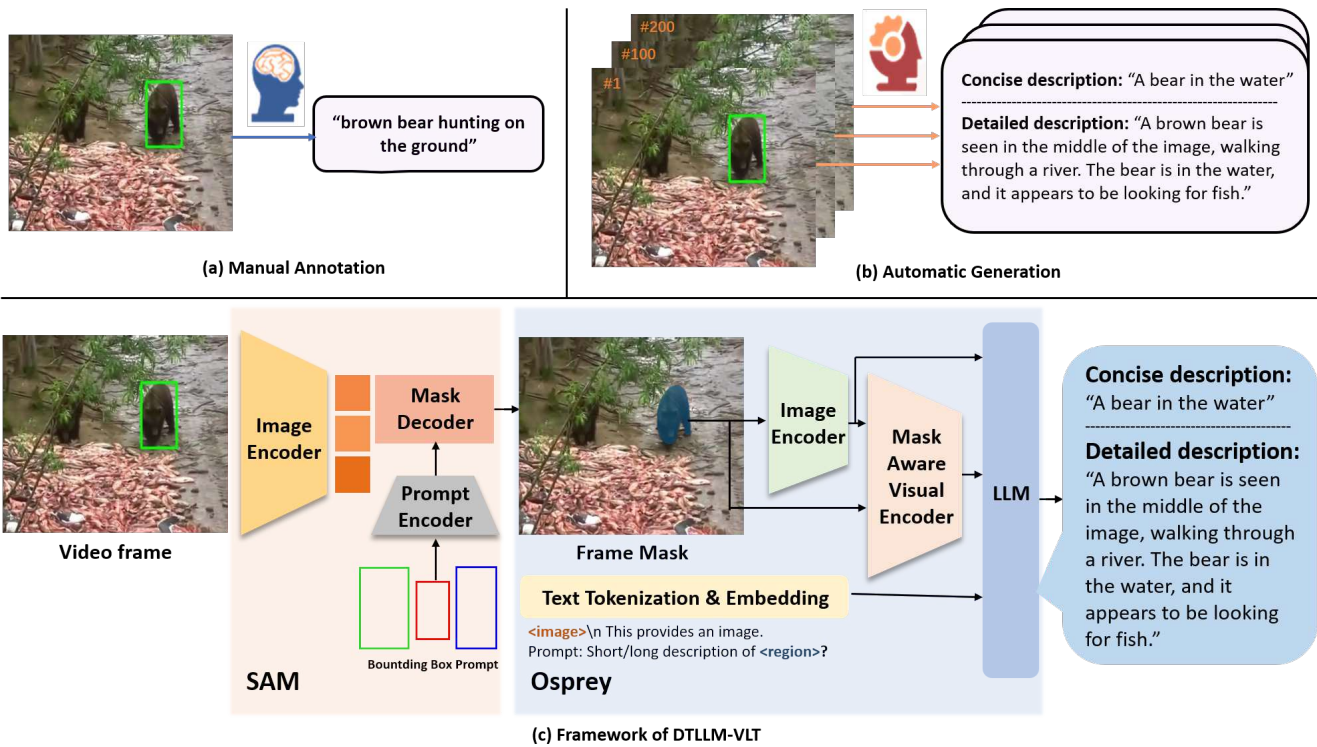 “brown bear hunting on
the ground”
(a) Manual Annotation
#200
#100
#1
Concise description: “A bear in the water”
Detailed description: “A brown bear is
seen in the middle of the image, walking
through a river. The bear is in the water,
and it appears to be looking for fish.”
(b) Automatic Generation
Video frame
Image
Encoder
Mask
Decoder
Prompt
Encoder
Bountding Box Prompt
SAM
Frame Mask
Image
Encoder
Mask
Aware
Visual
Encoder
LLM
Text Tokenization & Embedding
<image>\n This provides an image.
Prompt: Short/long description of <region>?
Osprey
Concise description:
“A bear in the water”
Detailed description:
“A brown bear is seen
in the middle of the
image, walking through
a river. The bear is in
the water, and it
appears to be looking
for fish.”
(c) Framework of DTLLM-VLT